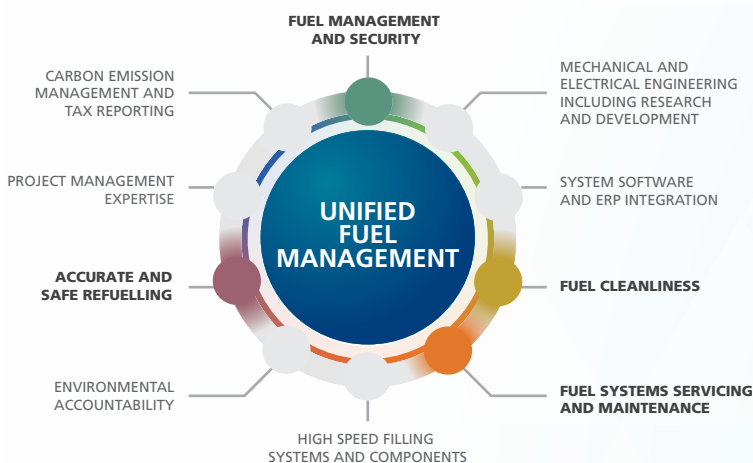 FUEL MANAGEMENT
AND SECURITY
CARBON EMISSION
MANAGEMENT AND
TAX REPORTING
MECHANICAL AND
ELECTRICAL ENGINEERING
INCLUDING RESEARCH
AND DEVELOPMENT
PROJECT MANAGEMENT
EXPERTISE
SYSTEM SOFTWARE
AND ERP INTEGRATION
UNIFIED
FUEL
MANAGEMENT
ACCURATE AND
SAFE REFUELLING
FUEL CLEANLINESS
ENVIRONMENTAL
ACCOUNTABILITY
FUEL SYSTEMS SERVICING
AND MAINTENANCE
HIGH SPEED FILLING
SYSTEMS AND COMPONENTS